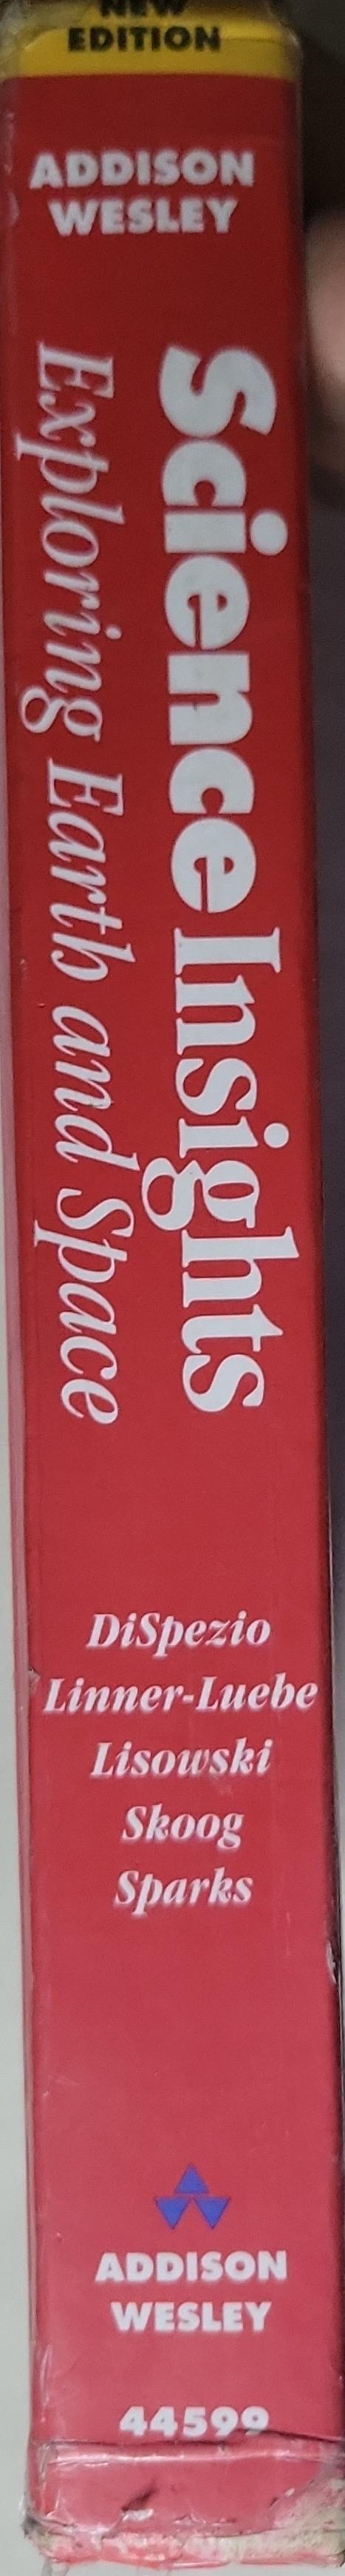 NEW
EDITION
ADDISON
WESLEY
Science Insights
Exploring Earth and Space
DiSpezio
Linner-Luebe
Lisowski
Skoog
Sparks
ADDISON
WESLEY
44599